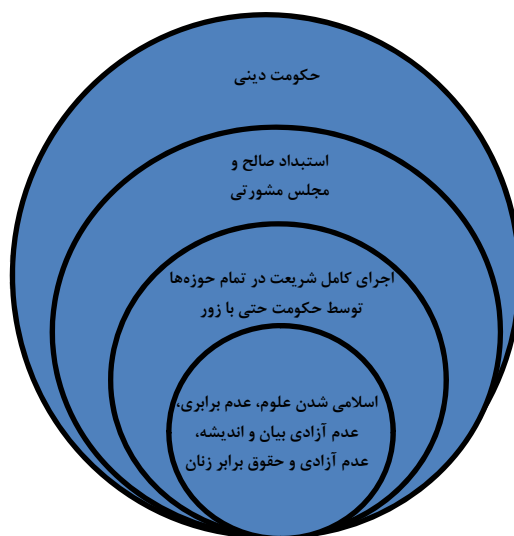 حکومت دینی
استبداد صالح و
مجلس مشورتی
اجرای کامل شریعت در تمام حوزه‌ها
توسط حکومت حتی با زور
اسلامی شدن علوم، عدم برابری،
عدم آزادی بیان و اندیشه،
عدم آزادی و حقوق برابر زنان